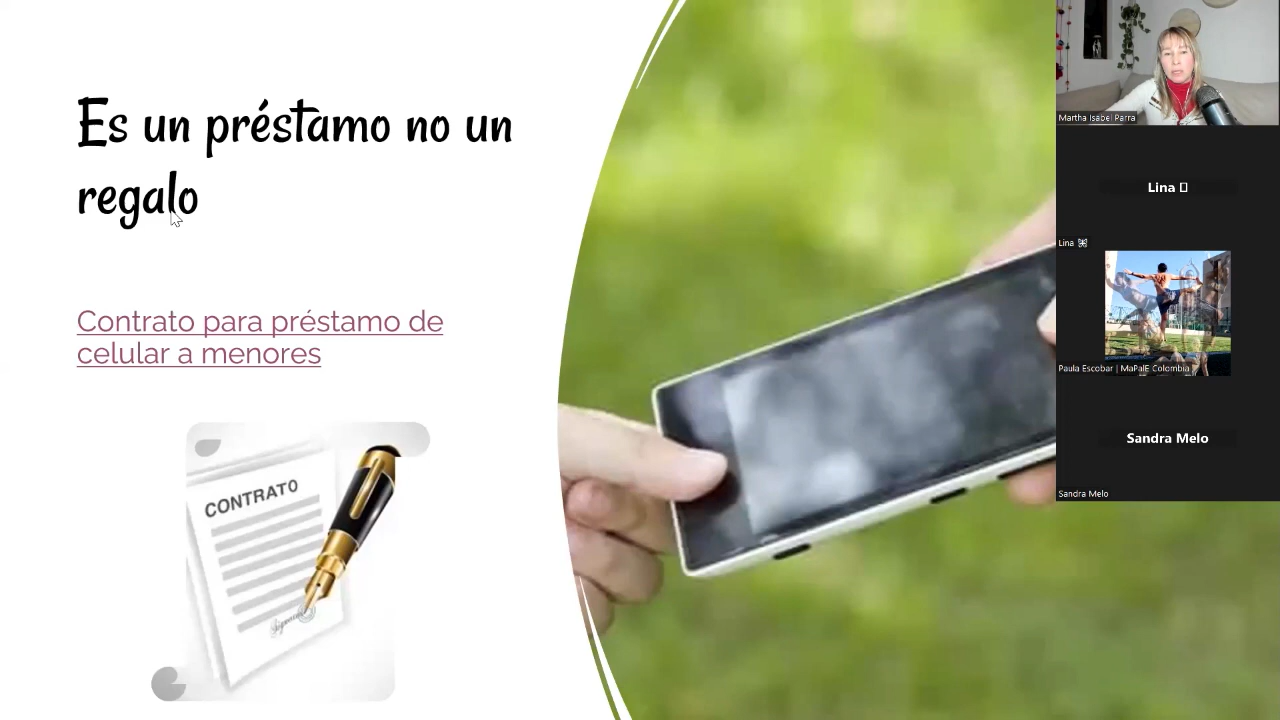 Es un préstamo no un
regalo
Contrato para préstamo de
celular a menores
CONTRATO
Martha Isabel Parra
Lina
Lina
Paula Escobar | MaPalE Colombia
Sandra Melo
Sandra Melo